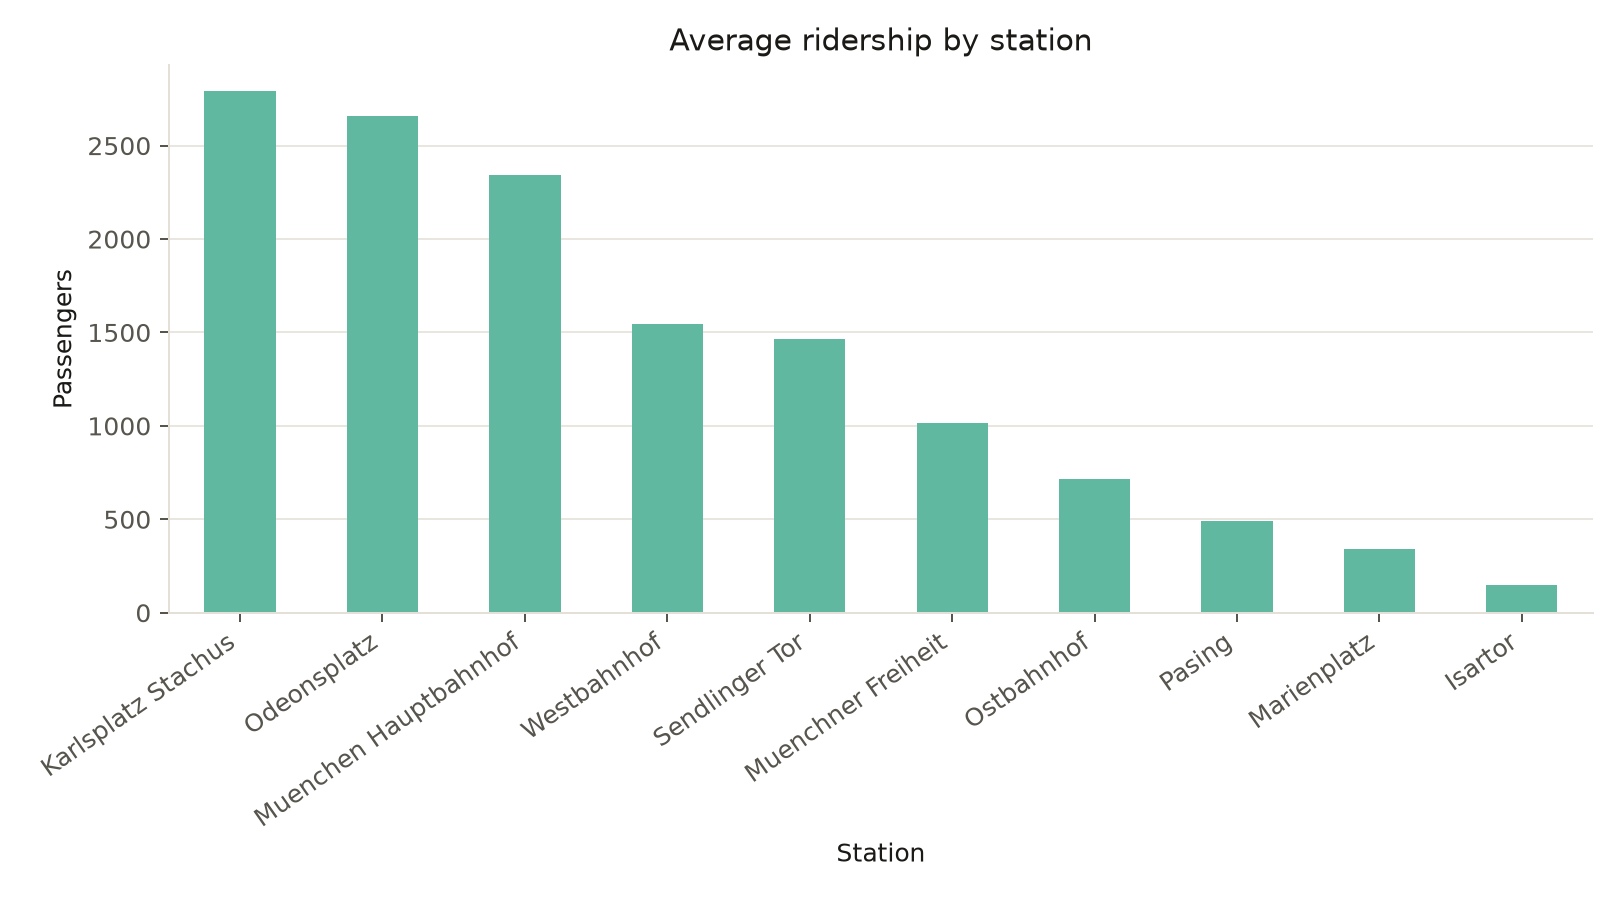 Average ridership by station
Passengers
2500
2000
1500
1000
500
0
Karlsplatz Stachus
Odeonsplatz
Muenchen Hauptbahnhof
Westbahnhof
Sendlinger Tor
Muenchner Freiheit
Ostbahnhof
Pasing
Marienplatz
Isartor
Station